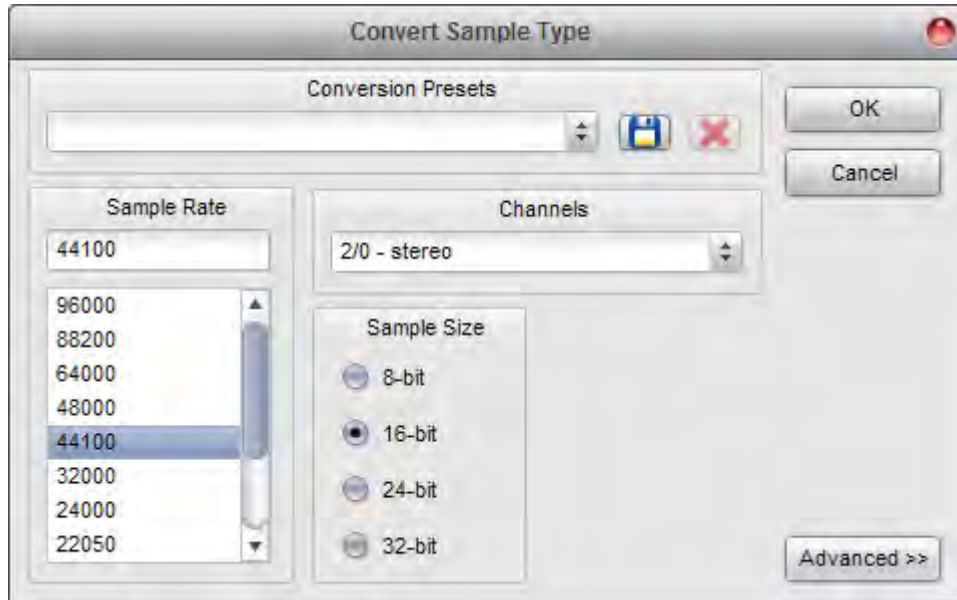 Convert Sample Type
Conversion Presets
OK
Cancel
Sample Rate
44100
96000
88200
64000
48000
44100
32000
24000
22050
Channels
2/0 - stereo
Sample Size
8-bit
16-bit
24-bit
32-bit
Advanced >>